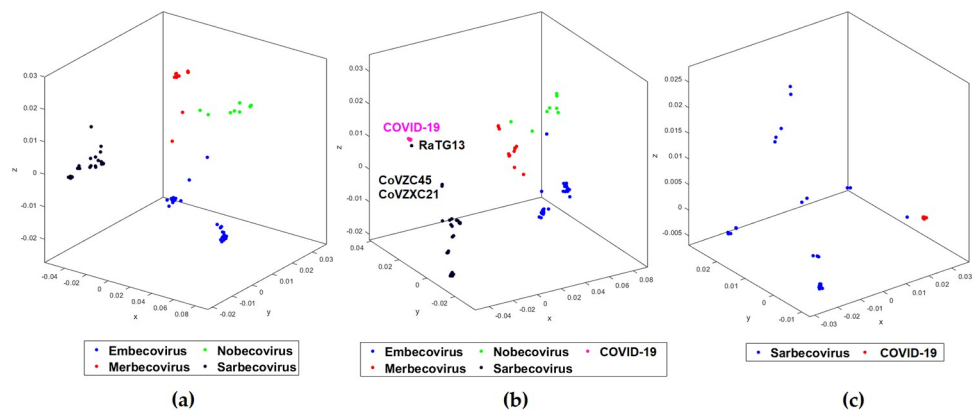 0.03
0.02
0.01
z
0
-0.01
-0.02
-0.04
-0.02
0
0.02
0.04
0.06
0.08
x
-0.02
-0.01
0
0.01
0.02
0.03
y
Embecovirus
Nobecovirus
Merbecovirus
Sarbecovirus
(a)
0.03
0.02
0.01
z
0
-0.01
-0.02
COVID-19
RaTG13
CoVZC45
CoVZXC21
0.04
0.02
0
-0.02
y
-0.04
-0.02
0
0.02
0.04
0.06
0.08
x
Embecovirus
Nobecovirus
COVID-19
Merbecovirus
Sarbecovirus
(b)
0.025
0.02
0.015
0.01
z
0.005
0
-0.005
0.02
0.01
0
-0.01
y
-0.03
-0.02
-0.01
0
0.01
0.02
0.03
x
Sarbecovirus
COVID-19
(c)